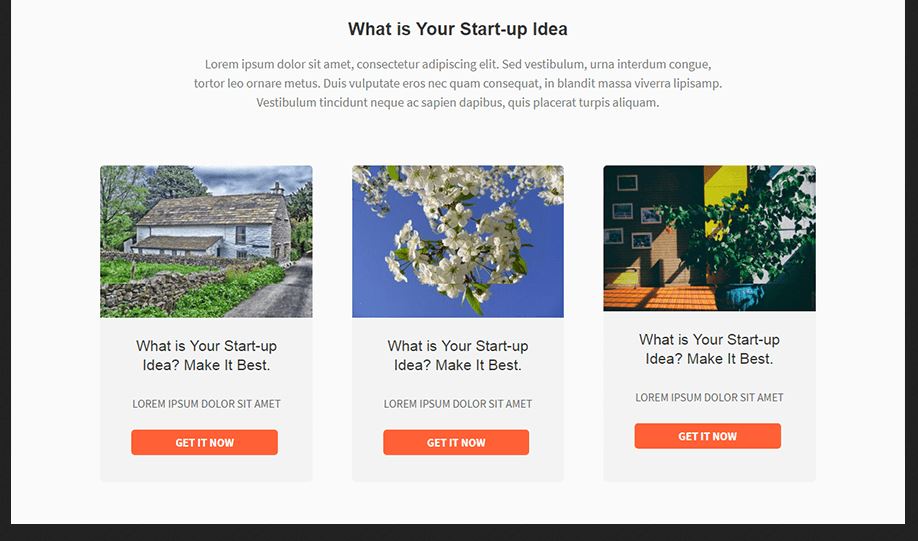 What is Your Start-up Idea
Lorem ipsum dolor sit amet, consectetur adipiscing elit. Sed vestibulum, urna interdum congue,
tortor leo ornare metus. Duis vulputate eros nec quam consequat, in blandit massa viverra lipisamp.
Vestibulum tincidunt neque ac sapien dapibus, quis placerat turpis aliquam.
What is Your Start-up
Idea? Make It Best.
LOREM IPSUM DOLOR SIT AMET
GET IT NOW
What is Your Start-up
Idea? Make It Best.
LOREM IPSUM DOLOR SIT AMET
GET IT NOW
What is Your Start-up
Idea? Make It Best.
LOREM IPSUM DOLOR SIT AMET
GET IT NOW